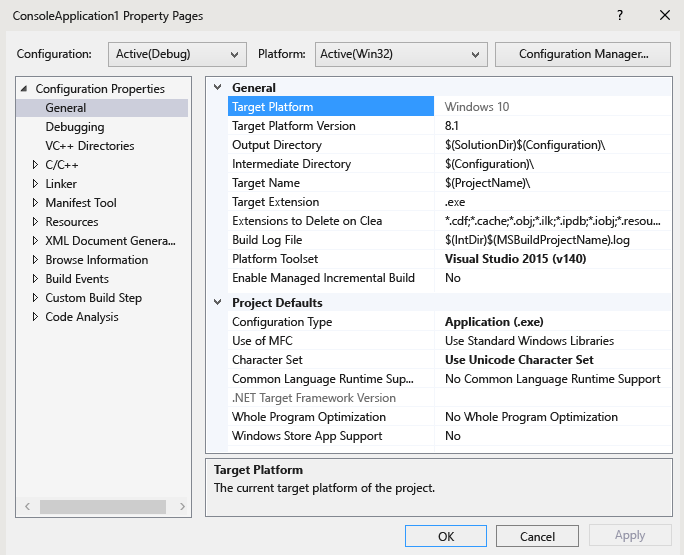 ConsoleApplication1 Property Pages
Configuration: Active(Debug) Platform: Active(Win32) Configuration Manager...
Configuration Properties
General
Debugging
VC++ Directories
C/C++
Linker
Manifest Tool
Resources
XML Document Genera...
Browse Information
Build Events
Custom Build Step
Code Analysis
General
Target Platform Windows 10
Target Platform Version 8.1
Output Directory $(SolutionDir)$(Configuration)\
Intermediate Directory $(Configuration)\
Target Name $(ProjectName)\
Target Extension .exe
Extensions to Delete on Clea *.cdf;*.cache;*.obj;*.ilk;*.ipdb;*.iobj;*.resou...
Build Log File $(IntDir)$(MSBuildProjectName).log
Platform Toolset Visual Studio 2015 (v140)
Enable Managed Incremental Build No
Project Defaults
Configuration Type Application (.exe)
Use of MFC Use Standard Windows Libraries
Character Set Use Unicode Character Set
Common Language Runtime Sup... No Common Language Runtime Support
.NET Target Framework Version
Whole Program Optimization No Whole Program Optimization
Windows Store App Support No
Target Platform
The current target platform of the project.
OK Cancel Apply